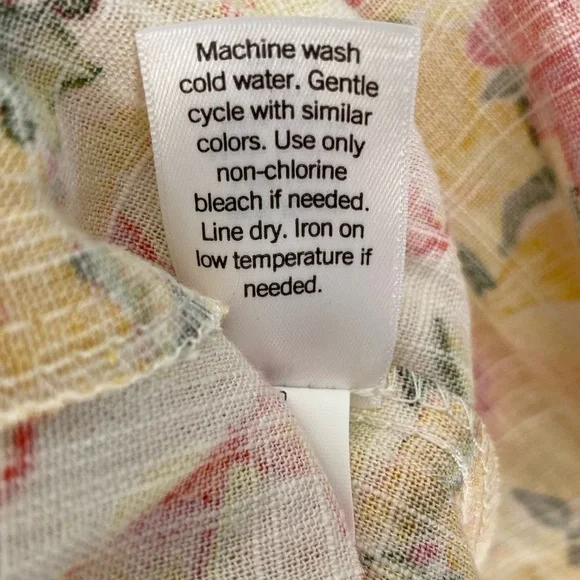 Machine wash
cold water. Gentle
cycle with similar
colors. Use only
non-chlorine
bleach if needed.
Line dry. Iron on
low temperature if
needed.